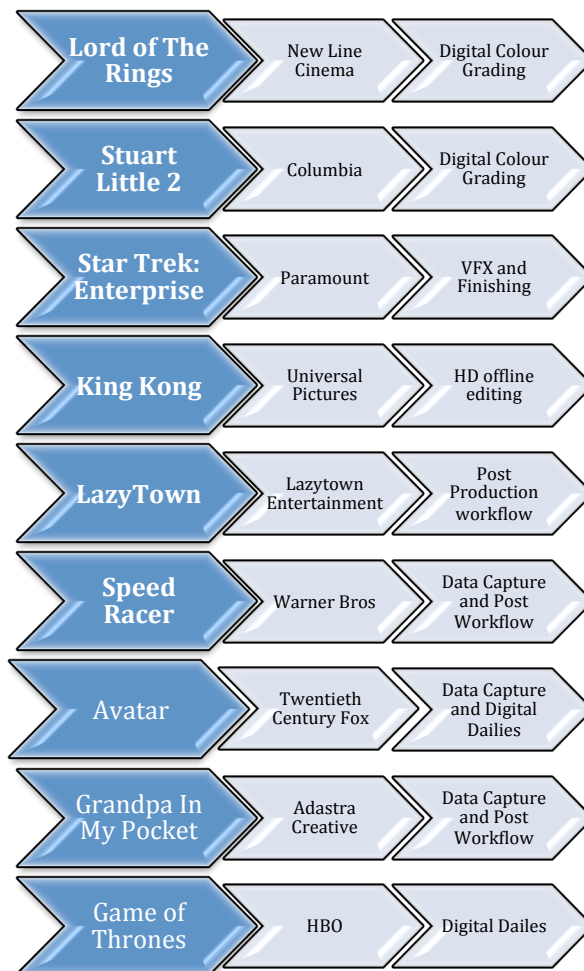 Lord of The
Rings
New Line
Cinema
Digital Colour
Grading
Stuart
Little 2
Columbia
Digital Colour
Grading
Star Trek:
Enterprise
Paramount
VFX and
Finishing
King Kong
Universal
Pictures
HD offline
editing
LazyTown
Lazytown
Entertainment
Post
Production
workflow
Speed
Racer
Warner Bros
Data Capture
and Post
Workflow
Avatar
Twentieth
Century Fox
Data Capture
and Digital
Dailies
Grandpa In
My Pocket
Adastra
Creative
Data Capture
and Post
Workflow
Game of
Thrones
HBO
Digital Dailes